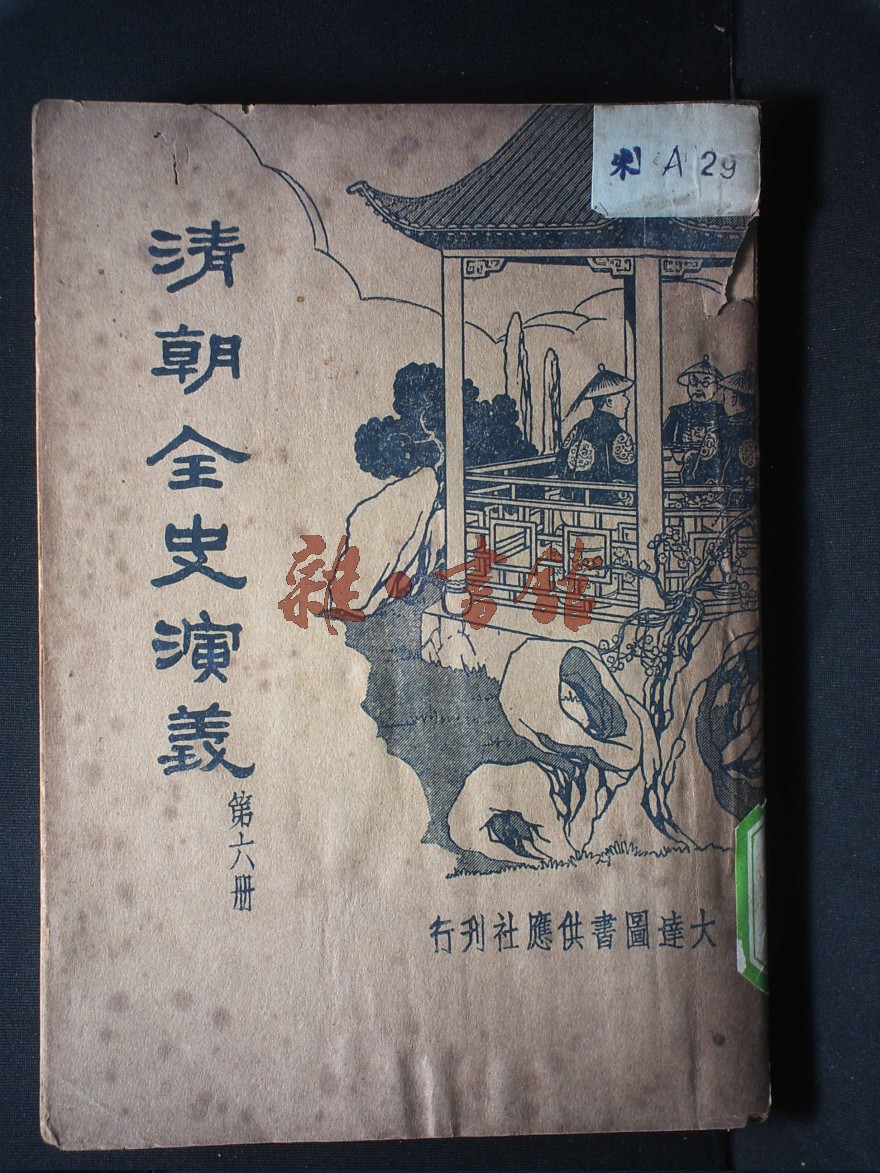 清朝全史演義
第六册
大達圖書供應社刊行
A 29
雜·書館